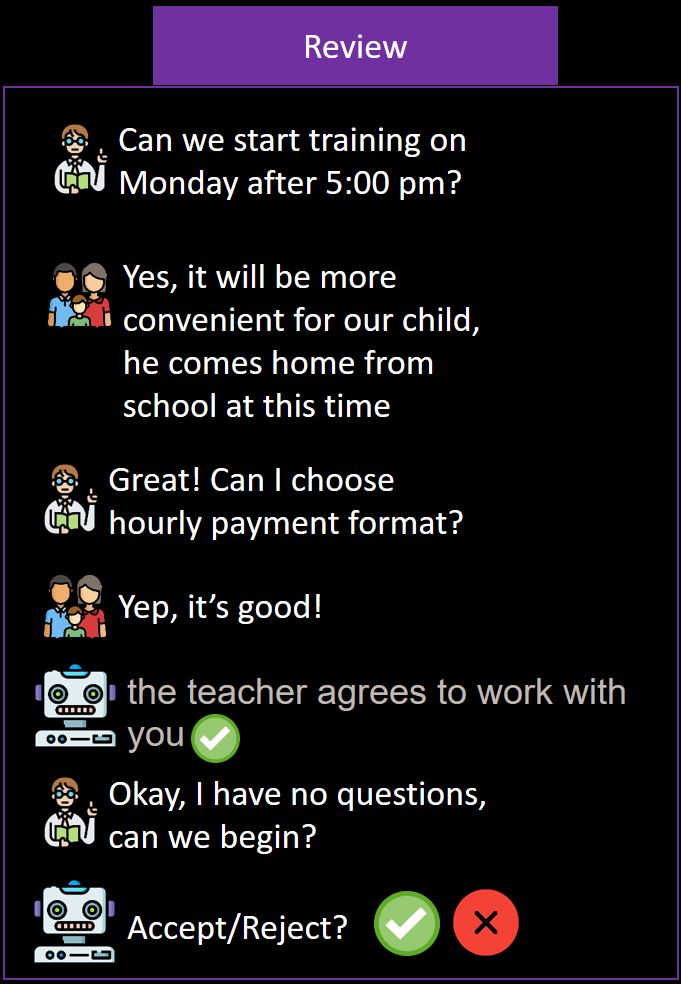 Review
Can we start training on
Monday after 5:00 pm?
Yes, it will be more
convenient for our child,
he comes home from
school at this time
Great! Can I choose
hourly payment format?
Yep, it’s good!
the teacher agrees to work with
you
Okay, I have no questions,
can we begin?
Accept/Reject?